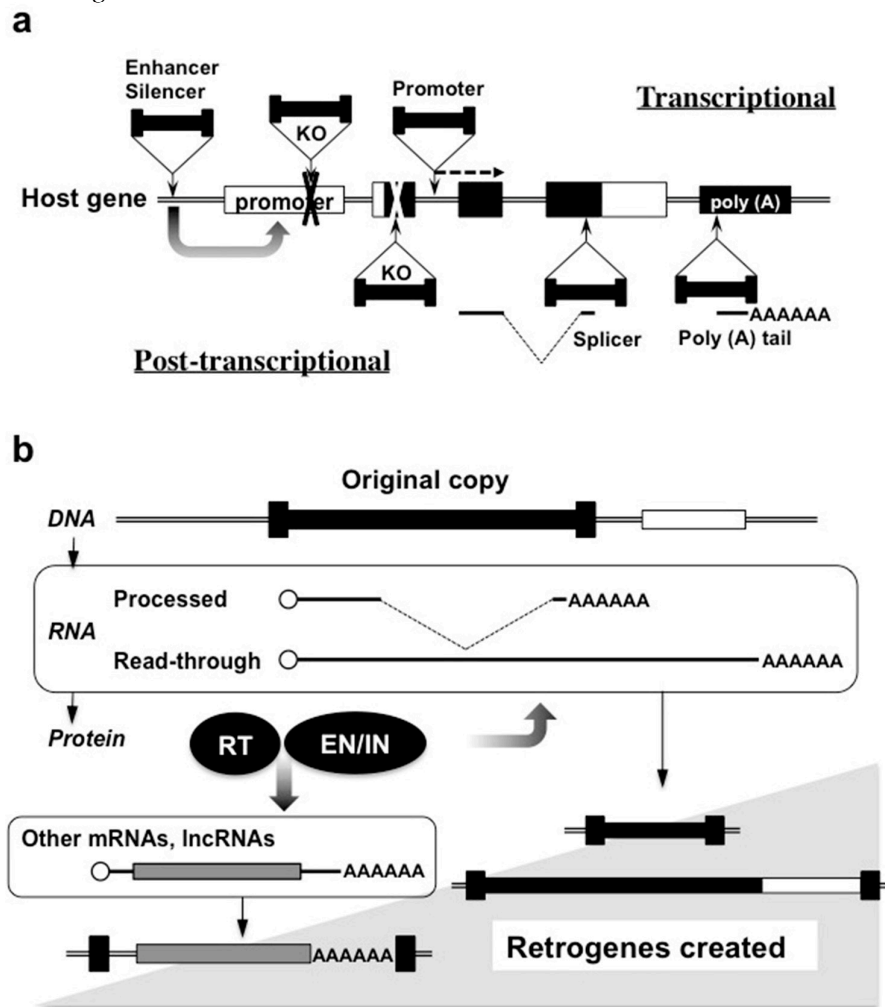 a
Enhancer
Silencer
KO
Promoter
Transcriptional
Host gene
promoter
poly (A)
KO
Splicer
AAAAAA
Poly (A) tail
Post-transcriptional
b
Original copy
DNA
Processed
AAAAAA
RNA
Read-through
AAAAAA
Protein
RT
EN/IN
Other mRNAs, lncRNAs
AAAAAA
AAAAAA
Retrogenes created